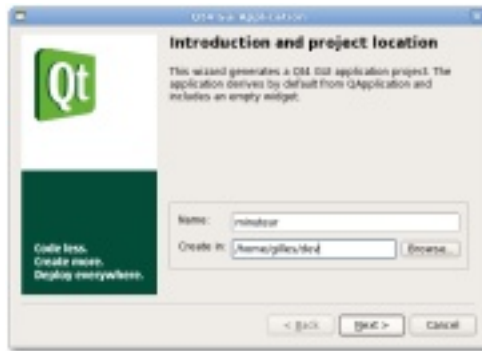 Qt4 Gui Application
Introduction and project location
Qt
This wizard generates a Qt4 GUI application project. The
application derives by default from QApplication and
includes an empty widget.
Name: minuteur
Create in: /home/gilles/dev Browse...
Code less.
Create more.
Deploy everywhere.
< Back Next > Cancel